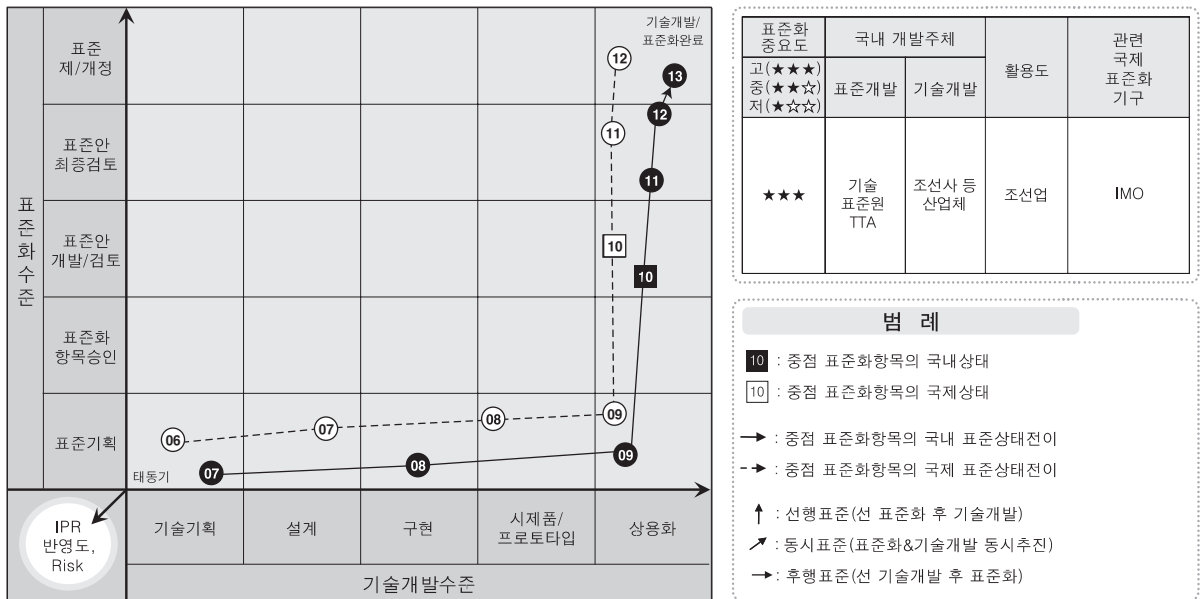 표준화수준
표준
제/개정
표준안
최종검토
표준안
개발/검토
표준화
항목승인
표준기획
기술개발/
표준화완료
12
13
12
11
11
10
10
06
07
08
09
07
08
09
태동기
IPR
반영도,
Risk
기술기획
설계
구현
시제품/
프로토타입
상용화
기술개발수준
표준화
중요도
고(★★★)
중(★★☆)
저(★☆☆)
국내 개발주체
표준개발
기술개발
활용도
관련
국제
표준화
기구
★★★
기술
표준원
TTA
조선사 등
산업체
조선업
IMO
범 례
10 : 중점 표준화항목의 국내상태
10 : 중점 표준화항목의 국제상태
: 중점 표준화항목의 국내 표준상태전이
: 중점 표준화항목의 국제 표준상태전이
: 선행표준(선 표준화 후 기술개발)
: 동시표준(표준화&기술개발 동시추진)
: 후행표준(선 기술개발 후 표준화)